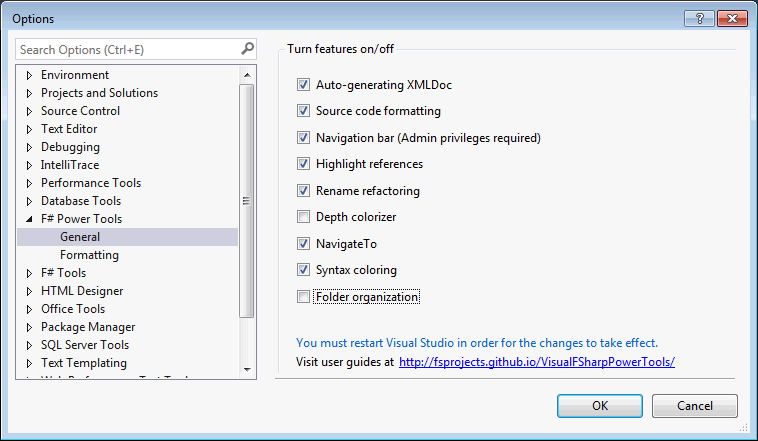 Options
Search Options (Ctrl+E)
Environment
Projects and Solutions
Source Control
Text Editor
Debugging
IntelliTrace
Performance Tools
Database Tools
F# Power Tools
General
Formatting
F# Tools
HTML Designer
Office Tools
Package Manager
SQL Server Tools
Text Templating
Turn features on/off
Auto-generating XMLDoc
Source code formatting
Navigation bar (Admin privileges required)
Highlight references
Rename refactoring
Depth colorizer
NavigateTo
Syntax coloring
Folder organization
You must restart Visual Studio in order for the changes to take effect.
Visit user guides at http://fsprojects.github.io/VisualFSharpPowerTools/
OK
Cancel